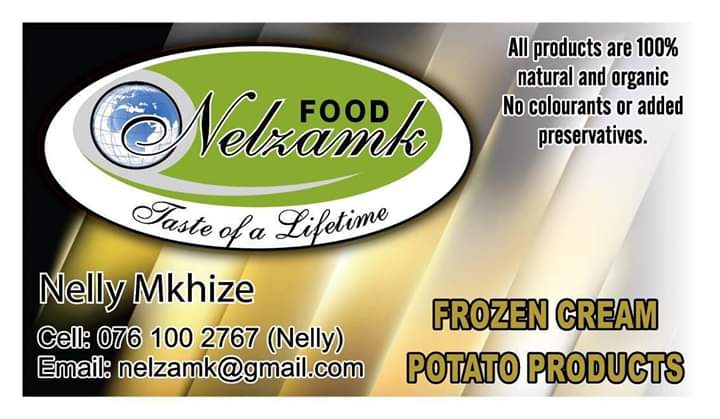 All products are 100%
natural and organic
No colourants or added
preservatives.
FOOD
Nelzamk
Taste of a Lifetime
Nelly Mkhize
Cell: 076 100 2767 (Nelly)
Email: nelzamk@gmail.com
FROZEN CREAM
POTATO PRODUCTS